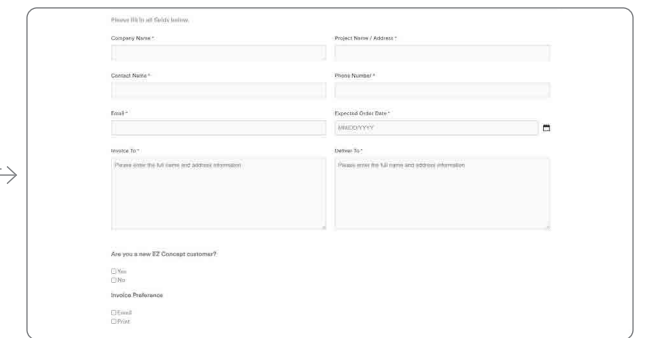 Please fill in all fields below.
Company Name *
Project Name / Address *
Contact Name *
Phone Number *
Email *
Expected Order Date *
MM/DD/YYYY
Invoice To *
Deliver To *
Please enter the full name and address information
Please enter the full name and address information
Are you a new EZ Concept customer?
Yes
No
Invoice Preference
Email
Print